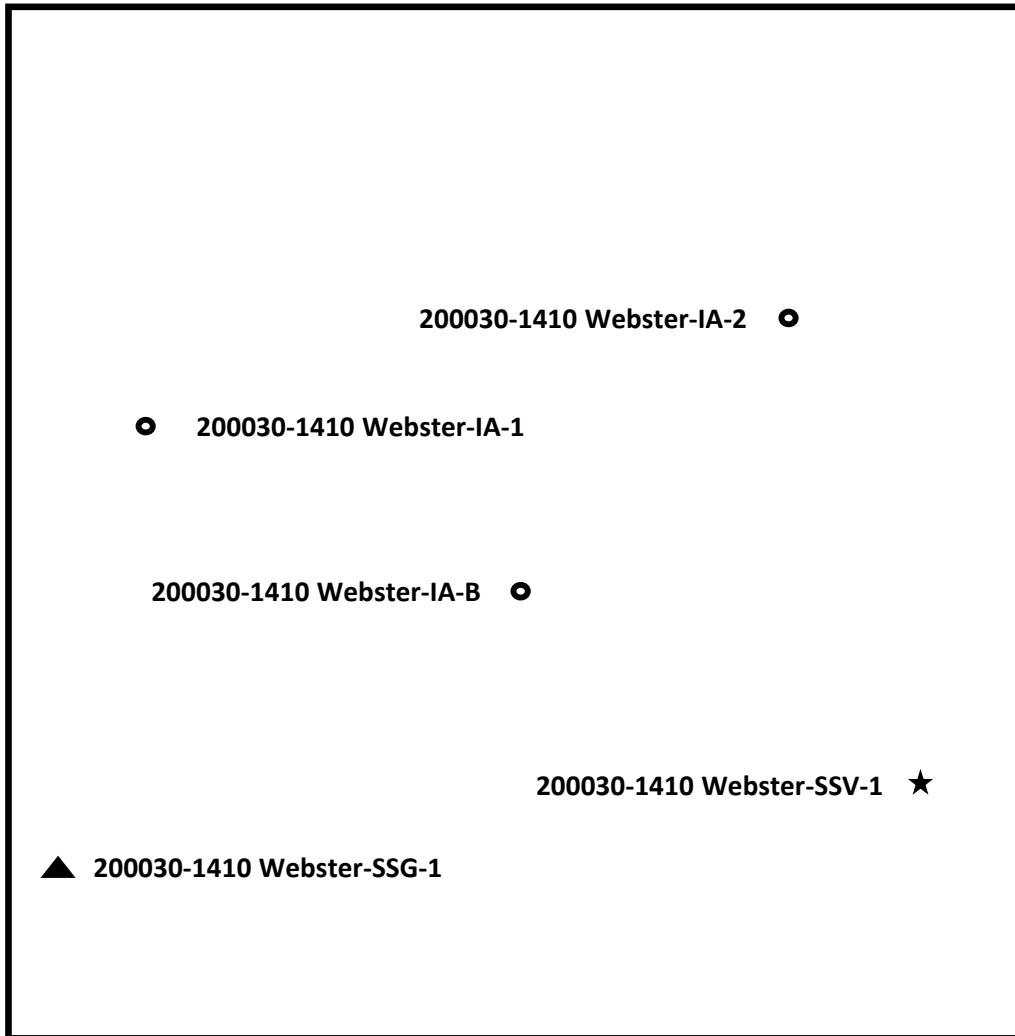 200030-1410 Webster-IA-2
200030-1410 Webster-IA-1
200030-1410 Webster-IA-B
200030-1410 Webster-SSV-1
200030-1410 Webster-SSG-1